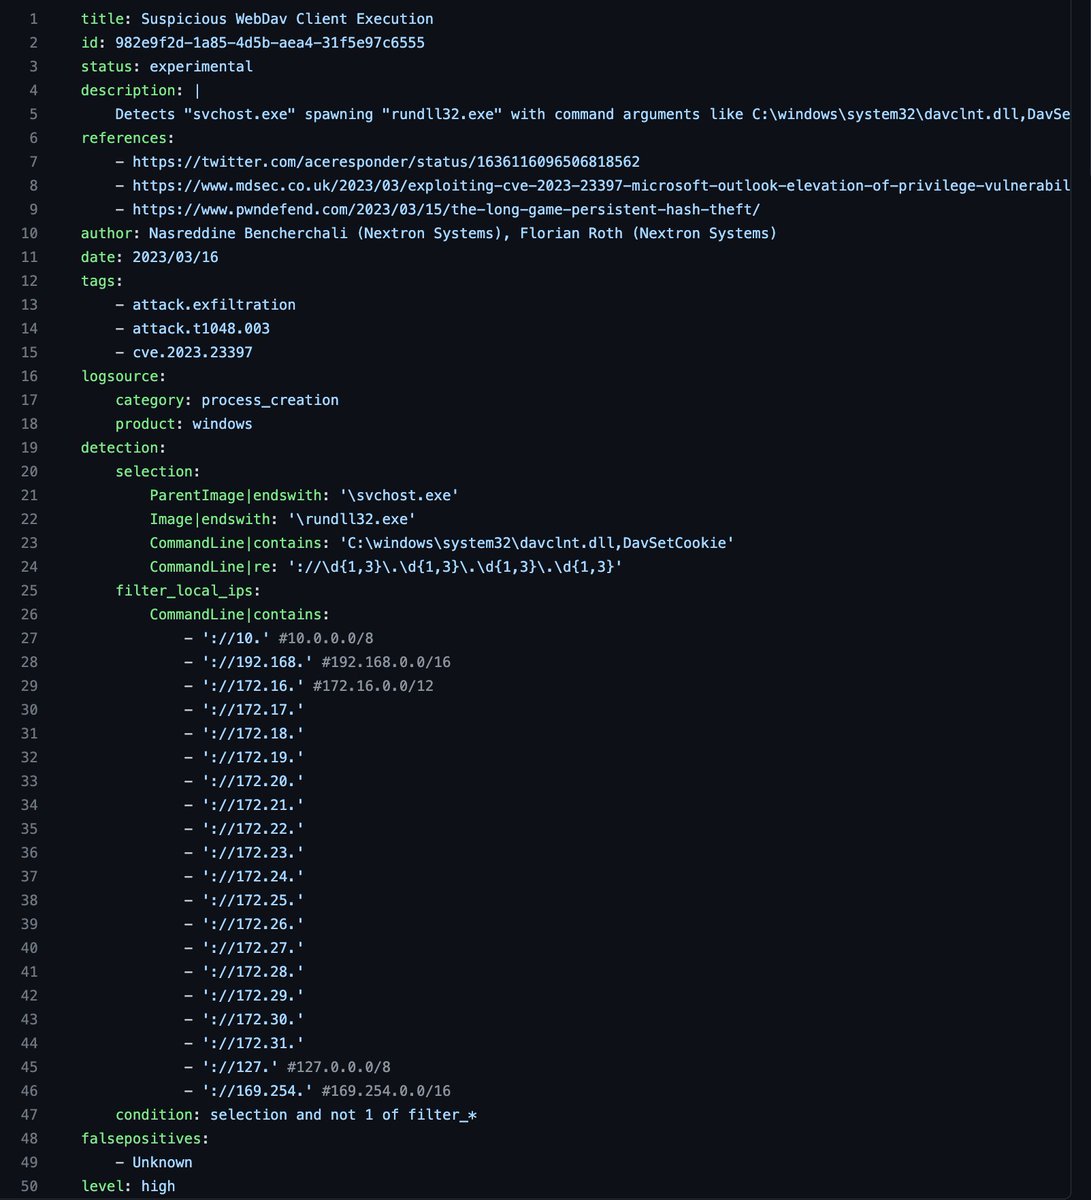 1 title: Suspicious WebDav Client Execution
2 id: 982e9f2d-1a85-4d5b-aea4-31f5e97c6555
3 status: experimental
4 description: |
5 Detects "svchost.exe" spawning "rundll32.exe" with command arguments like C:\windows\system32\davclnt.dll,DavSe
6 references:
7 - https://twitter.com/aceresponder/status/1636116096506818562
8 - https://www.mdsec.co.uk/2023/03/exploiting-cve-2023-23397-microsoft-outlook-elevation-of-privilege-vulnerabil
9 - https://www.pwndefend.com/2023/03/15/the-long-game-persistent-hash-theft/
10 author: Nasreddine Bencherchali (Nextron Systems), Florian Roth (Nextron Systems)
11 date: 2023/03/16
12 tags:
13 - attack.exfiltration
14 - attack.t1048.003
15 - cve.2023.23397
16 logsource:
17 category: process_creation
18 product: windows
19 detection:
20 selection:
21 ParentImage|endswith: '\svchost.exe'
22 Image|endswith: '\rundll32.exe'
23 CommandLine|contains: 'C:\windows\system32\davclnt.dll,DavSetCookie'
24 CommandLine|re: '://\d{1,3}\.\d{1,3}\.\d{1,3}\.\d{1,3}'
25 filter_local_ips:
26 CommandLine|contains:
27 - '://10.' #10.0.0.0/8
28 - '://192.168.' #192.168.0.0/16
29 - '://172.16.' #172.16.0.0/12
30 - '://172.17.'
31 - '://172.18.'
32 - '://172.19.'
33 - '://172.20.'
34 - '://172.21.'
35 - '://172.22.'
36 - '://172.23.'
37 - '://172.24.'
38 - '://172.25.'
39 - '://172.26.'
40 - '://172.27.'
41 - '://172.28.'
42 - '://172.29.'
43 - '://172.30.'
44 - '://172.31.'
45 - '://127.' #127.0.0.0/8
46 - '://169.254.' #169.254.0.0/16
47 condition: selection and not 1 of filter_*
48 falsepositives:
49 - Unknown
50 level: high